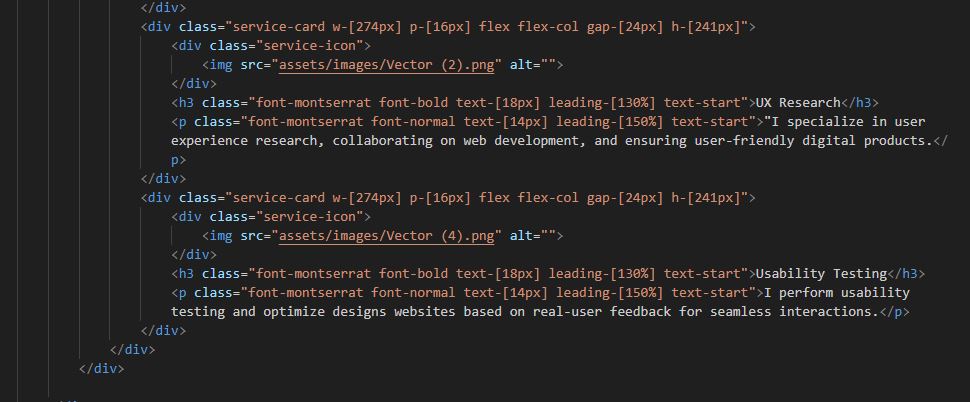 </div>
<div class="service-card w-[274px] p-[16px] flex flex-col gap-[24px] h-[241px]">
<div class="service-icon">
<img src="assets/images/Vector (2).png" alt="">
</div>
<h3 class="font-montserrat font-bold text-[18px] leading-[130%] text-start">UX Research</h3>
<p class="font-montserrat font-normal text-[14px] leading-[150%] text-start">"I specialize in user
experience research, collaborating on web development, and ensuring user-friendly digital products.</
p>
</div>
<div class="service-card w-[274px] p-[16px] flex flex-col gap-[24px] h-[241px]">
<div class="service-icon">
<img src="assets/images/Vector (4).png" alt="">
</div>
<h3 class="font-montserrat font-bold text-[18px] leading-[130%] text-start">Usability Testing</h3>
<p class="font-montserrat font-normal text-[14px] leading-[150%] text-start">I perform usability
testing and optimize designs websites based on real-user feedback for seamless interactions.</p>
</div>
</div>
</div>